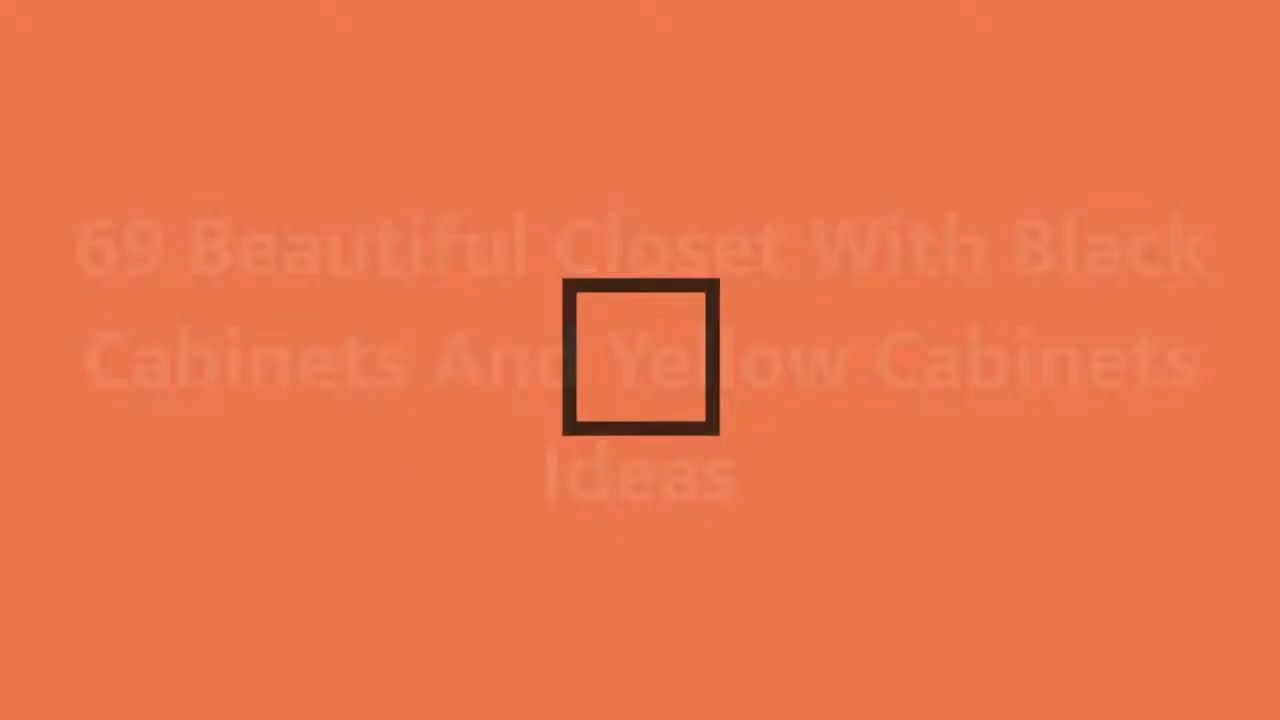 69 Beautiful Closet With Black
Cabinets And Yellow Cabinets
Ideas